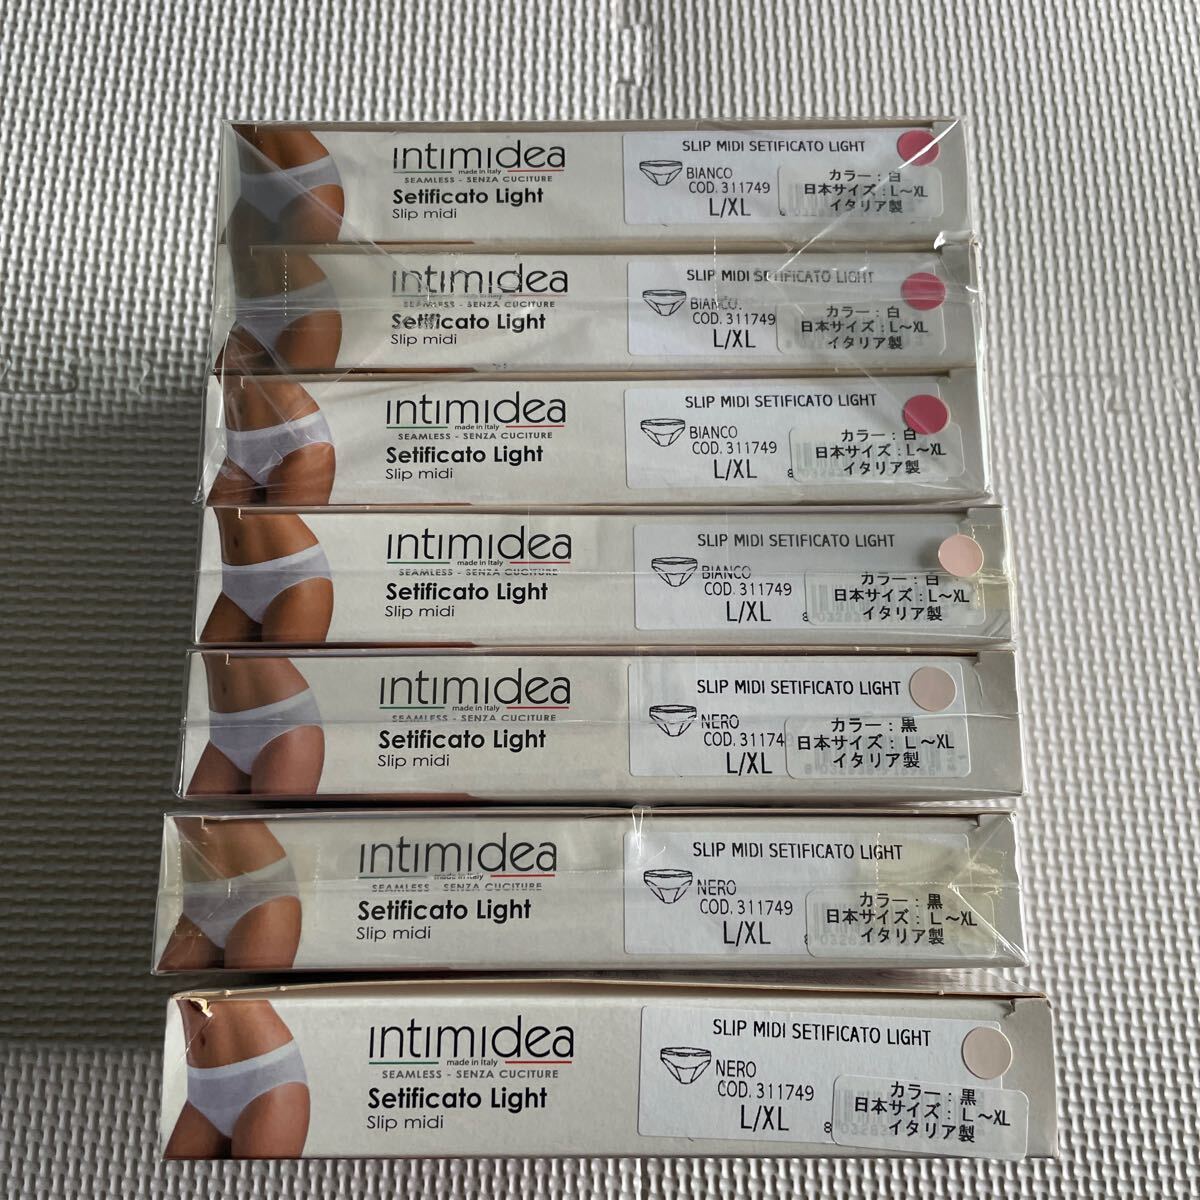 intimidea
made in Italy
SEAMLESS - SENZA CUCITURE
Setificato Light
Slip midi
SLIP MIDI SETIFICATO LIGHT
BIANCO
COD. 311749
L/XL
カラー：白
日本サイズ：L～XL
イタリア製
intimidea
made in Italy
SEAMLESS - SENZA CUCITURE
Setificato Light
Slip midi
SLIP MIDI SETIFICATO LIGHT
BIANCO
COD. 311749
L/XL
カラー：白
日本サイズ：L～XL
イタリア製
intimidea
made in Italy
SEAMLESS - SENZA CUCITURE
Setificato Light
Slip midi
SLIP MIDI SETIFICATO LIGHT
BIANCO
COD. 311749
L/XL
8
カラー：白
日本サイズ：L～XL
イタリア製
intimidea
made in Italy
SEAMLESS - SENZA CUCITURE
Setificato Light
Slip midi
SLIP MIDI SETIFICATO LIGHT
BIANCO
COD. 311749
L/XL
8
カラー：白
日本サイズ：L～XL
イタリア製
intimidea
made in Italy
SEAMLESS - SENZA CUCITURE
Setificato Light
Slip midi
SLIP MIDI SETIFICATO LIGHT
NERO
COD. 31174
L/XL
カラー：黒
日本サイズ：L～XL
イタリア製
intimidea
made in Italy
SEAMLESS - SENZA CUCITURE
Setificato Light
Slip midi
SLIP MIDI SETIFICATO LIGHT
NERO
COD. 311749
L/XL
8
カラー：黒
日本サイズ：L～XL
イタリア製
intimidea
made in Italy
SEAMLESS - SENZA CUCITURE
Setificato Light
Slip midi
SLIP MIDI SETIFICATO LIGHT
NERO
COD. 311749
L/XL
8
カラー：黒
日本サイズ：L～XL
イタリア製